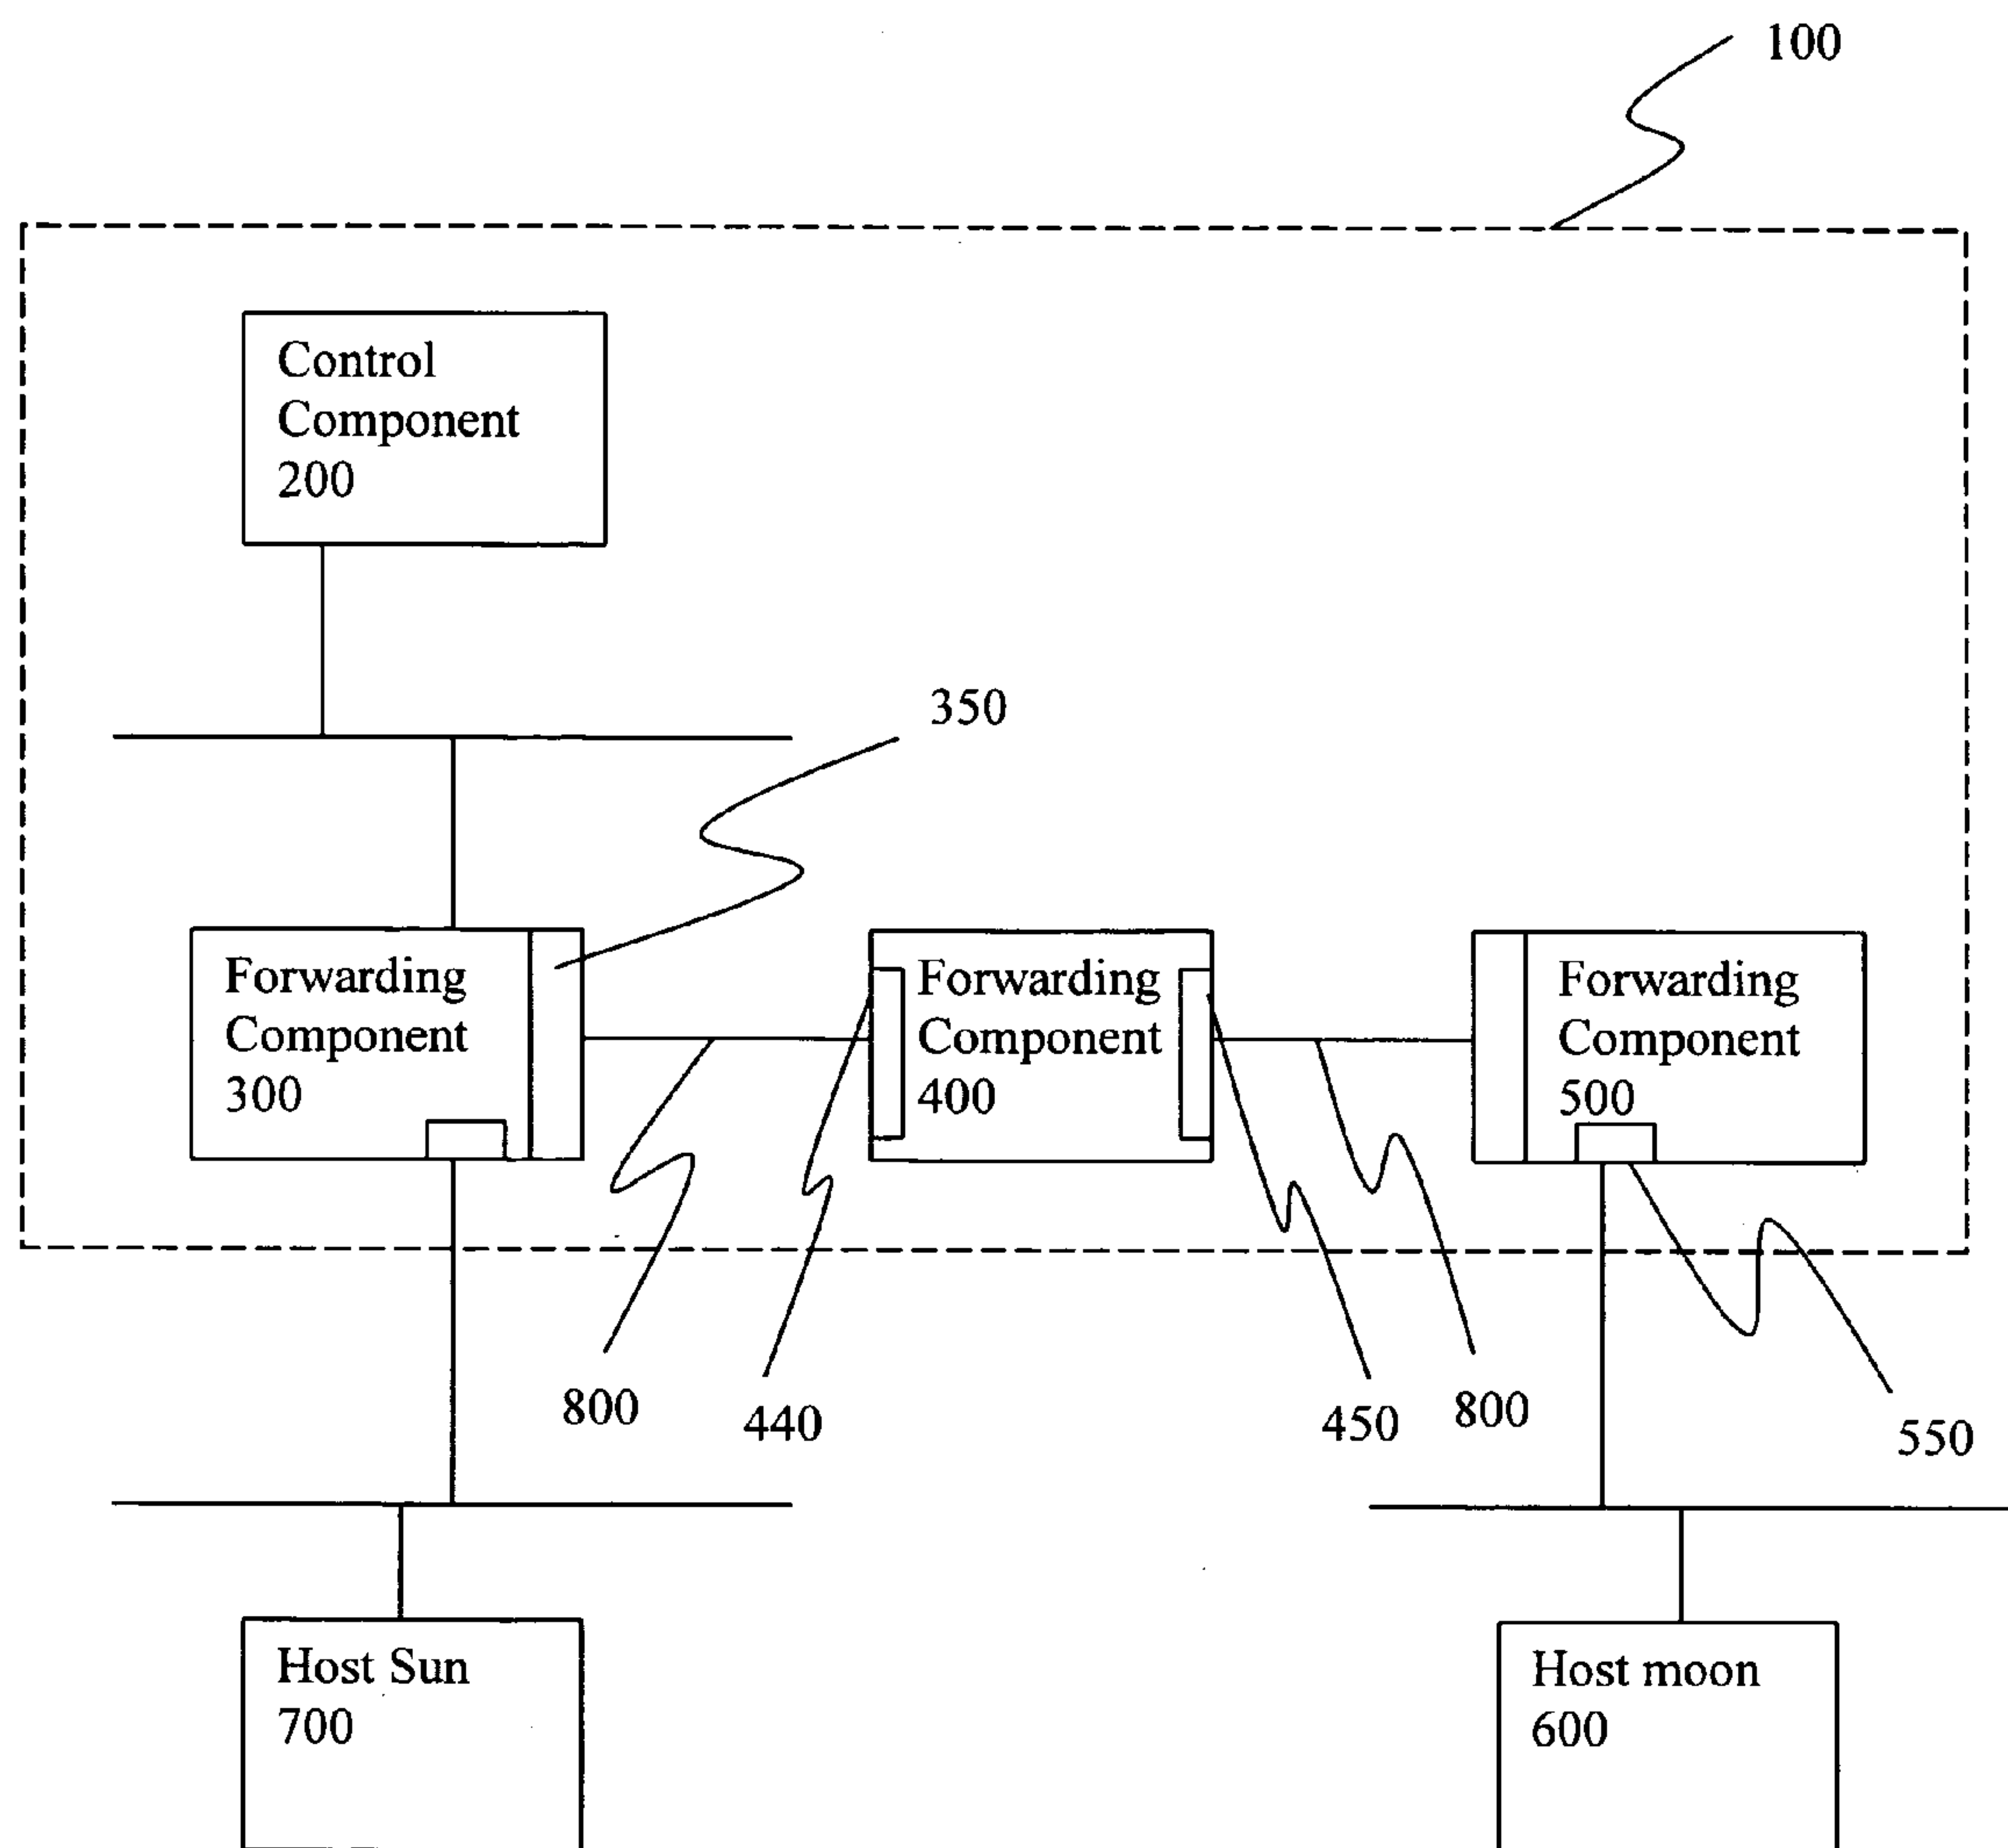 100
Control
Component
200
350
Forwarding
Component
300
Forwarding
Component
400
Forwarding
Component
500
800
440
450
800
550
Host Sun
700
Host moon
600